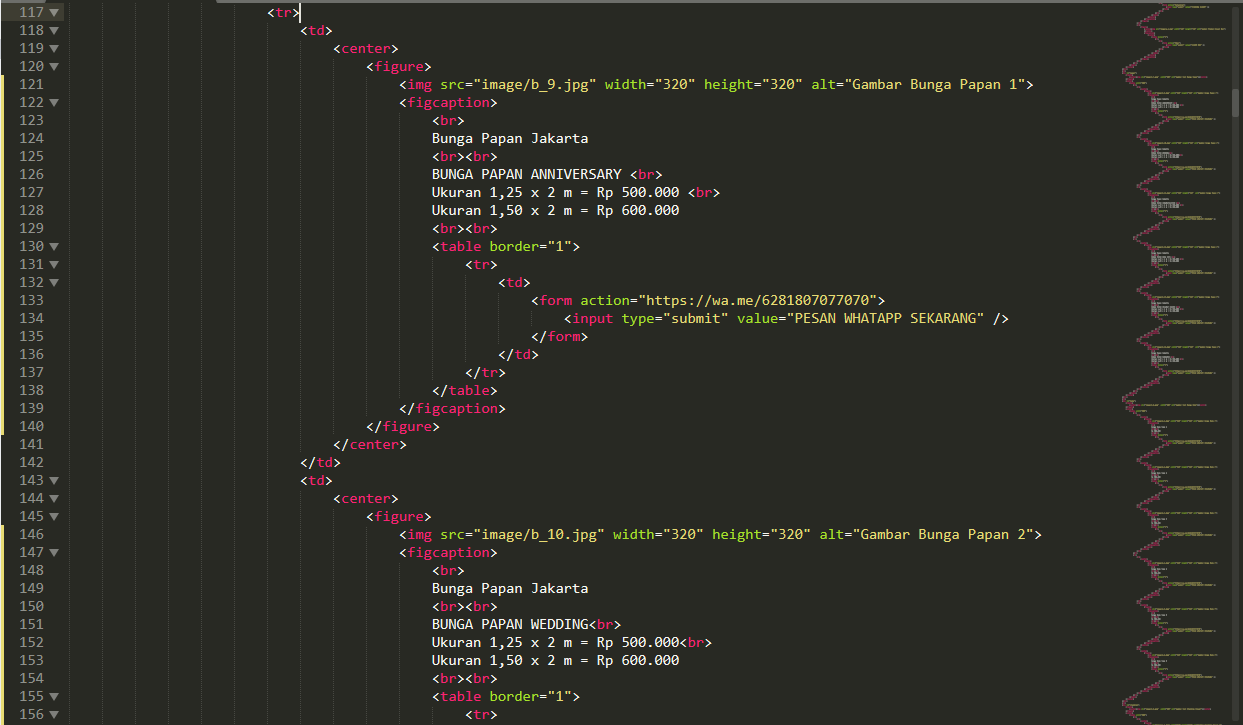 117 <tr>
118 <td>
119 <center>
120 <figure>
121 <img src="image/b_9.jpg" width="320" height="320" alt="Gambar Bunga Papan 1">
122 <figcaption>
123 <br>
124 Bunga Papan Jakarta
125 <br><br>
126 BUNGA PAPAN ANNIVERSARY <br>
127 Ukuran 1,25 x 2 m = Rp 500.000 <br>
128 Ukuran 1,50 x 2 m = Rp 600.000
129 <br><br>
130 <table border="1">
131 <tr>
132 <td>
133 <form action="https://wa.me/6281807077070">
134 <input type="submit" value="PESAN WHATAPP SEKARANG" />
135 </form>
136 </td>
137 </tr>
138 </table>
139 </figcaption>
140 </figure>
141 </center>
142 </td>
143 <td>
144 <center>
145 <figure>
146 <img src="image/b_10.jpg" width="320" height="320" alt="Gambar Bunga Papan 2">
147 <figcaption>
148 <br>
149 Bunga Papan Jakarta
150 <br><br>
151 BUNGA PAPAN WEDDING<br>
152 Ukuran 1,25 x 2 m = Rp 500.000<br>
153 Ukuran 1,50 x 2 m = Rp 600.000
154 <br><br>
155 <table border="1">
156 <tr>